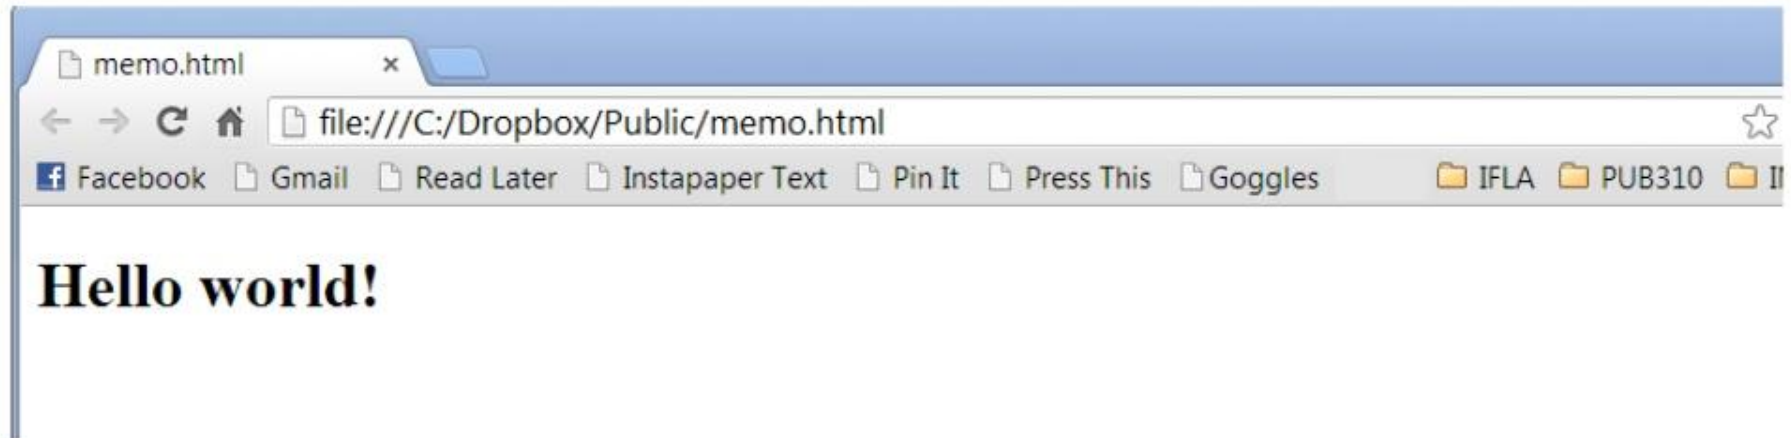 memo.html
file:///C:/Dropbox/Public/memo.html
Facebook Gmail Read Later Instapaper Text Pin It Press This Goggles IFLA PUB310
Hello world!